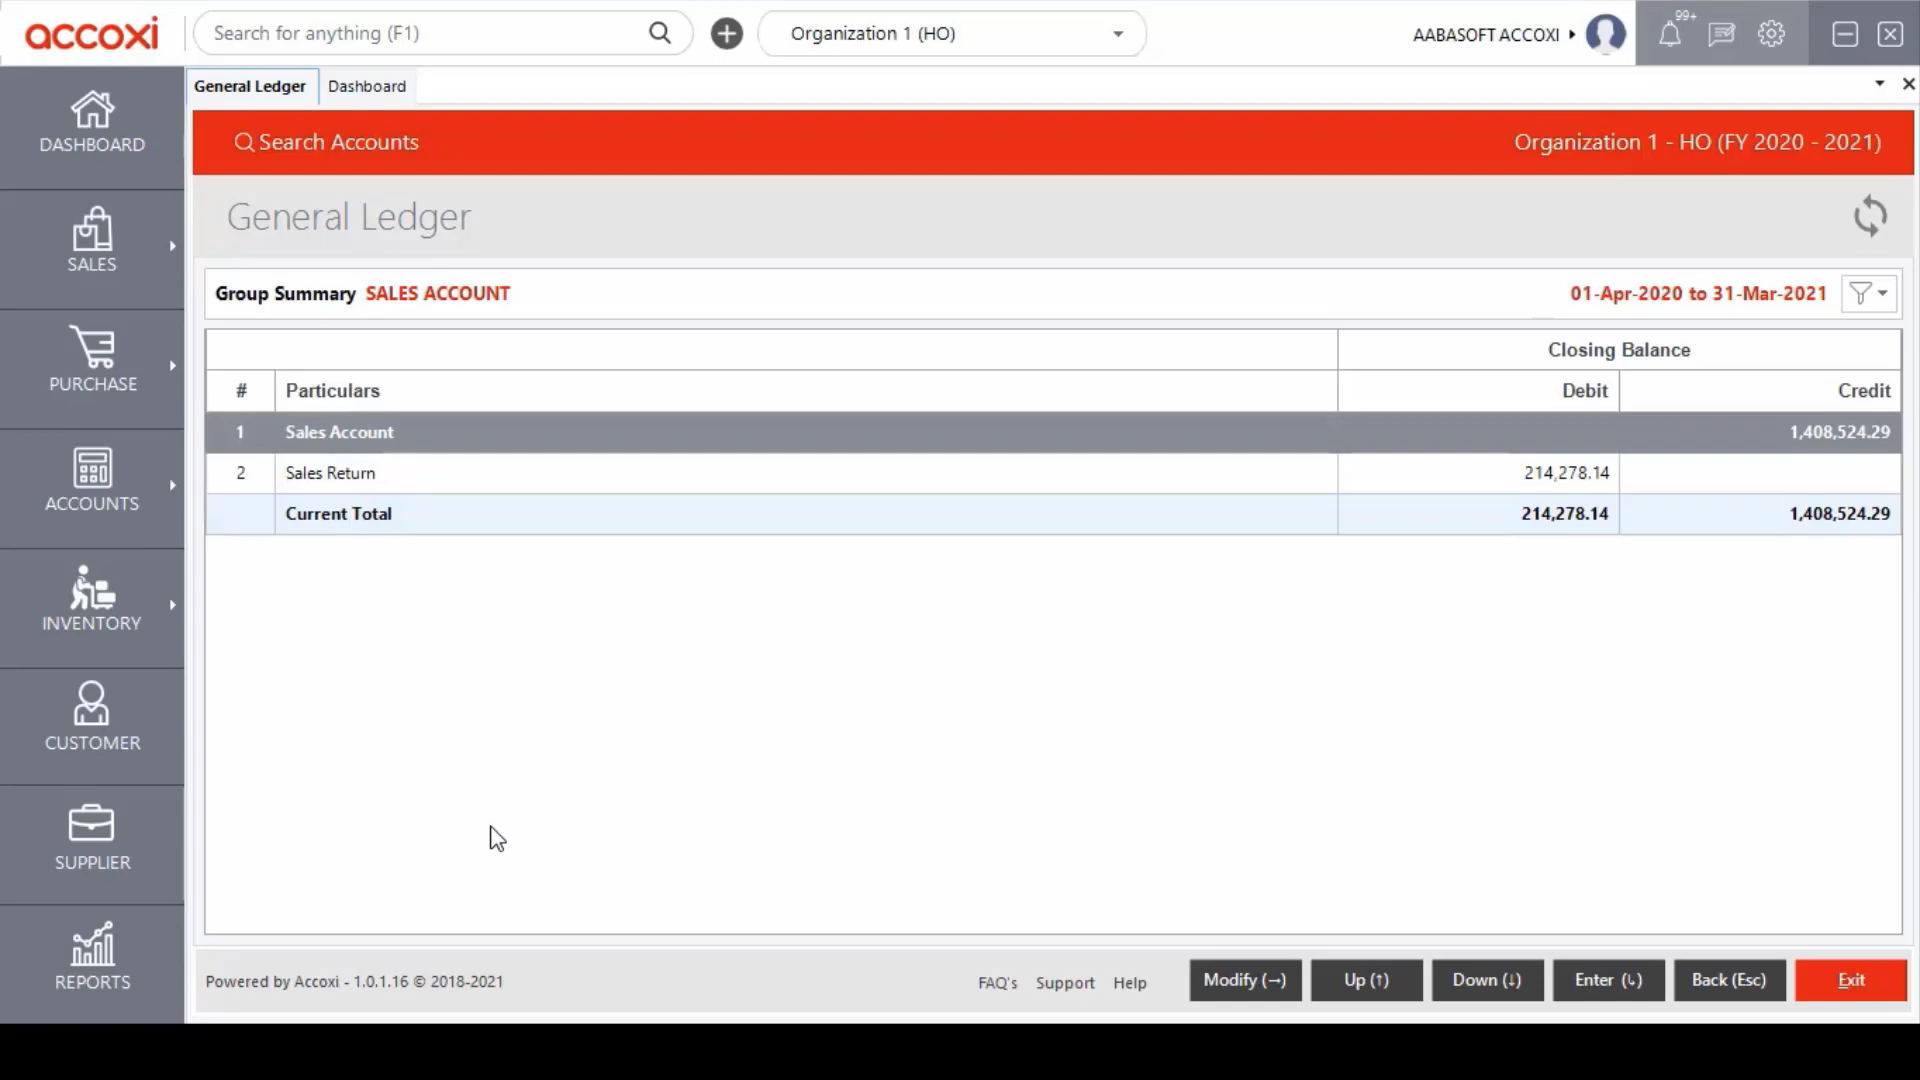 accoxi
Search for anything (F1)
Organization 1 (HO)
AABASOFT ACCOXI
99+
General Ledger
Dashboard
Search Accounts
Organization 1 - HO (FY 2020 - 2021)
General Ledger
Group Summary SALES ACCOUNT
01-Apr-2020 to 31-Mar-2021
Closing Balance
# Particulars Debit Credit
1 Sales Account 1,408,524.29
2 Sales Return 214,278.14
Current Total 214,278.14 1,408,524.29
DASHBOARD
SALES
PURCHASE
ACCOUNTS
INVENTORY
CUSTOMER
SUPPLIER
REPORTS
Powered by Accoxi - 1.0.1.16 © 2018-2021
FAQ's Support Help
Modify (→) Up (↑) Down (↓) Enter (↳) Back (Esc) Exit